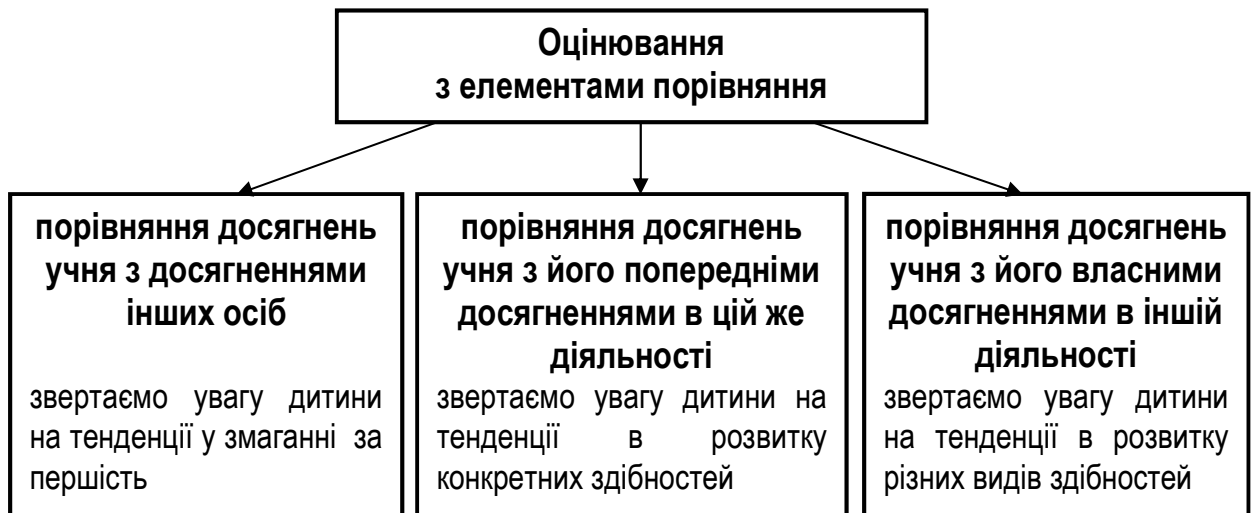 Оцінювання
з елементами порівняння
порівняння досягнень
учня з досягненнями
інших осіб
звертаємо увагу дитини
на тенденції у змаганні за
першість
порівняння досягнень
учня з його попередніми
досягненнями в цій же
діяльності
звертаємо увагу дитини на
тенденції в розвитку
конкретних здібностей
порівняння досягнень
учня з його власними
досягненнями в іншій
діяльності
звертаємо увагу дитини
на тенденції в розвитку
різних видів здібностей